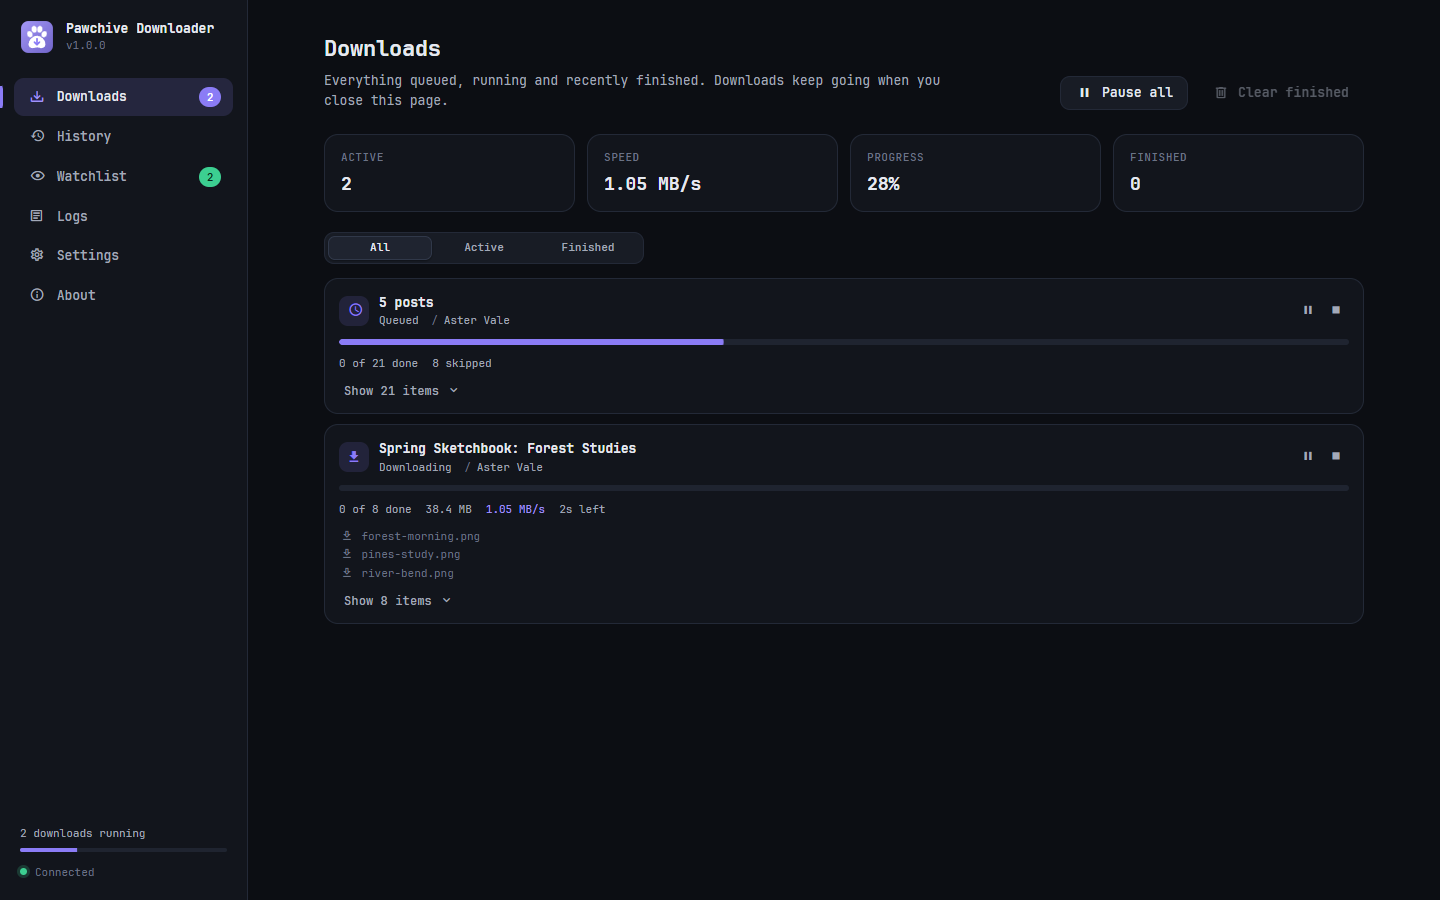 Pawchive Downloader
v1.0.0
Downloads 2
History
Watchlist 2
Logs
Settings
About
2 downloads running
Connected
Downloads
Everything queued, running and recently finished. Downloads keep going when you
close this page.
Pause all
Clear finished
ACTIVE
2
SPEED
1.05 MB/s
PROGRESS
28%
FINISHED
0
All
Active
Finished
5 posts
Queued / Aster Vale
0 of 21 done 8 skipped
Show 21 items
Spring Sketchbook: Forest Studies
Downloading / Aster Vale
0 of 8 done 38.4 MB 1.05 MB/s 2s left
forest-morning.png
pines-study.png
river-bend.png
Show 8 items